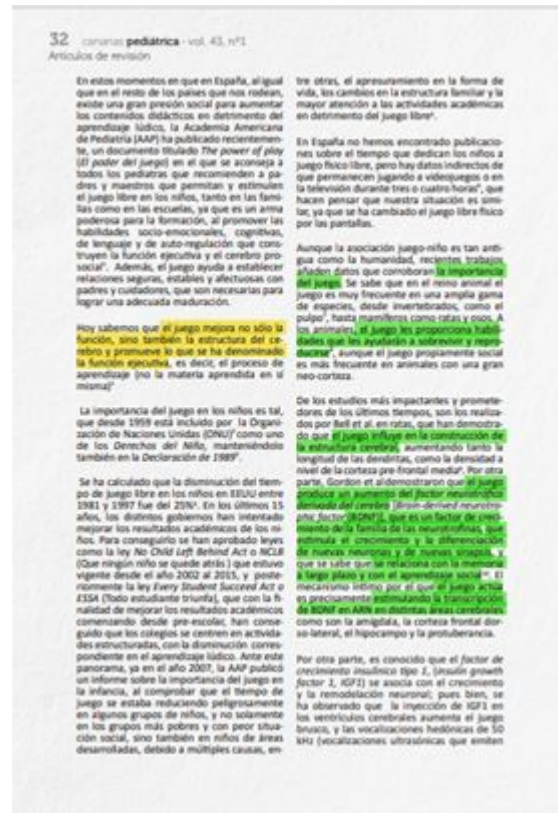 32 canarias pediátrica - vol. 43, nº1
Artículos de revisión
En estos momentos en que en España, al igual
que en el resto de los países que nos rodean,
existe una gran presión social para aumentar
los contenidos didácticos en detrimento del
aprendizaje lúdico, la Academia Americana
de Pediatría (AAP) ha publicado recientemen-
te, un documento titulado The power of play
(El poder del juego) en el que se aconseja a
todos los pediatras que recomienden a pa-
dres y maestros que permitan y estimulen
el juego libre en los niños, tanto en las fami-
lias como en las escuelas, ya que es un arma
poderosa para la formación, al promover las
habilidades socio-emocionales, cognitivas,
de lenguaje y de auto-regulación que cons-
truyen la función ejecutiva y el cerebro pro-
social. Además, el juego ayuda a establecer
relaciones seguras, estables y afectuosas con
padres y cuidadores, que son necesarias para
lograr una adecuada maduración.
Hoy sabemos que el juego mejora no sólo la
función, sino también la estructura del ce-
rebro y promueve lo que se ha denominado
la función ejecutiva, es decir, el proceso de
aprendizaje (no la materia aprendida en sí
misma)
La importancia del juego en los niños es tal,
que desde 1959 está incluido por la Organi-
zación de Naciones Unidas (ONU) como uno
de los Derechos del Niño, manteniéndolo
también en la Declaración de 1989.
Se ha calculado que la disminución del tiem-
po de juego libre en los niños en EEUU entre
1981 y 1997 fue del 25%. En los últimos 15
años, los distintos gobiernos han intentado
mejorar los resultados académicos de los ni-
ños. Para conseguirlo se han aprobado leyes
como la ley No Child Left Behind Act o NCLB
(Que ningún niño se quede atrás) que estuvo
vigente desde el año 2002 al 2015, y poste-
riormente la ley Every Student Succeed Act o
ESSA (Todo estudiante triunfa), que con la fi-
nalidad de mejorar los resultados académicos
comenzando desde pre-escolar, han conse-
guido que los colegios se centren en activida-
des estructuradas, con la disminución corres-
pondiente en el aprendizaje lúdico. Ante este
panorama, ya en el año 2007, la AAP publicó
un informe sobre la importancia del juego en
la infancia, al comprobar que el tiempo de
juego se estaba reduciendo peligrosamente
en algunos grupos de niños, y no solamente
en los grupos más pobres y con peor situa-
ción social, sino también en niños de áreas
desarrolladas, debido a múltiples causas, en-
tre otras, el apresuramiento en la forma de
vida, los cambios en la estructura familiar y la
mayor atención a las actividades académicas
en detrimento del juego libre.
En España no hemos encontrado publicacio-
nes sobre el tiempo que dedican los niños a
juego físico libre, pero hay datos indirectos de
que permanecen jugando a videojuegos o en
la televisión durante tres o cuatro horas, que
hacen pensar que nuestra situación es simi-
lar, ya que se ha cambiado el juego libre físico
por las pantallas.
Aunque la asociación juego-niño es tan anti-
gua como la humanidad, recientes trabajos
añaden datos que corroboran la importancia
del juego. Se sabe que en el reino animal el
juego es muy frecuente en una amplia gama
de especies, desde invertebrados, como el
pulpo, hasta mamíferos como ratas y osos. A
los animales, el juego les proporciona habili-
dades que les ayudarán a sobrevivir y repro-
ducirse, aunque el juego propiamente social
es más frecuente en animales con una gran
neo-corteza.
De los estudios más impactantes y promete-
dores de los últimos tiempos, son los realiza-
dos por Bell et al. en ratas, que han demostra-
do que el juego influye en la construcción de
la estructura cerebral, aumentando tanto la
longitud de las dendritas, como la densidad a
nivel de la corteza pre-frontal media. Por otra
parte, Gordon et al demostraron que el juego
produce un aumento del factor neurotrófico
derivado del cerebro [Brain-derived neurotro-
phic factor (BDNF)], que es un factor de creci-
miento de la familia de las neurotrofinas, que
estimula el crecimiento y la diferenciación
de nuevas neuronas y de nuevas sinapsis, y
que se sabe que se relaciona con la memoria
a largo plazo y con el aprendizaje social. El
mecanismo íntimo por el que el juego actúa
es precisamente estimulando la transcripción
de BDNF en ARN en distintas áreas cerebrales
como son la amígdala, la corteza frontal dor-
so-lateral, el hipocampo y la protuberancia.
Por otra parte, es conocido que el factor de
crecimiento insulínico tipo 1, (insulin growth
factor 1, IGF1) se asocia con el crecimiento
y la remodelación neuronal; pues bien, se
ha observado que la inyección de IGF1 en
los ventrículos cerebrales aumenta el juego
brusco, y las vocalizaciones hedónicas de 50
kHz (vocalizaciones ultrasónicas que emiten